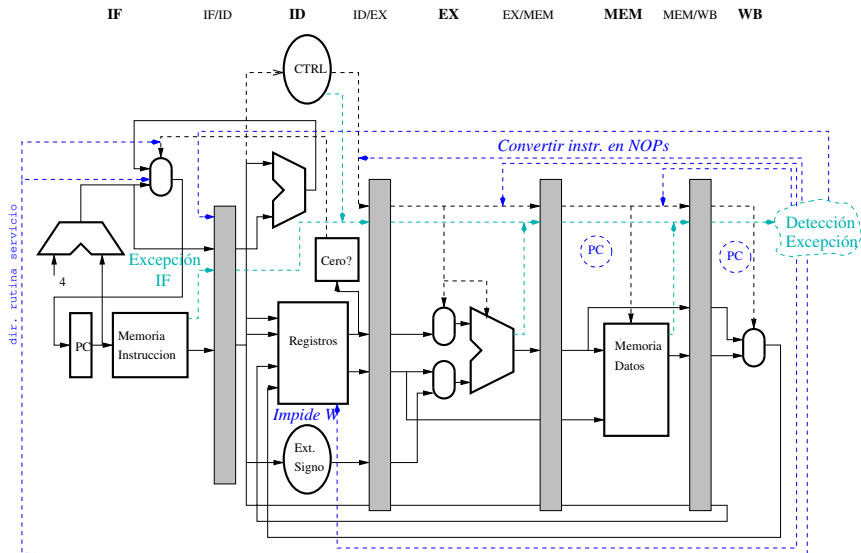 IF IF/ID ID ID/EX EX EX/MEM MEM MEM/WB WB
CTRL
Convertir instr. en NOPs
Detección
Excepción
PC
PC
Excepción
IF
Cero?
4
dir. rutina servicio
PC
Memoria
Instruccion
Registros
Memoria
Datos
Impide W
Ext.
Signo